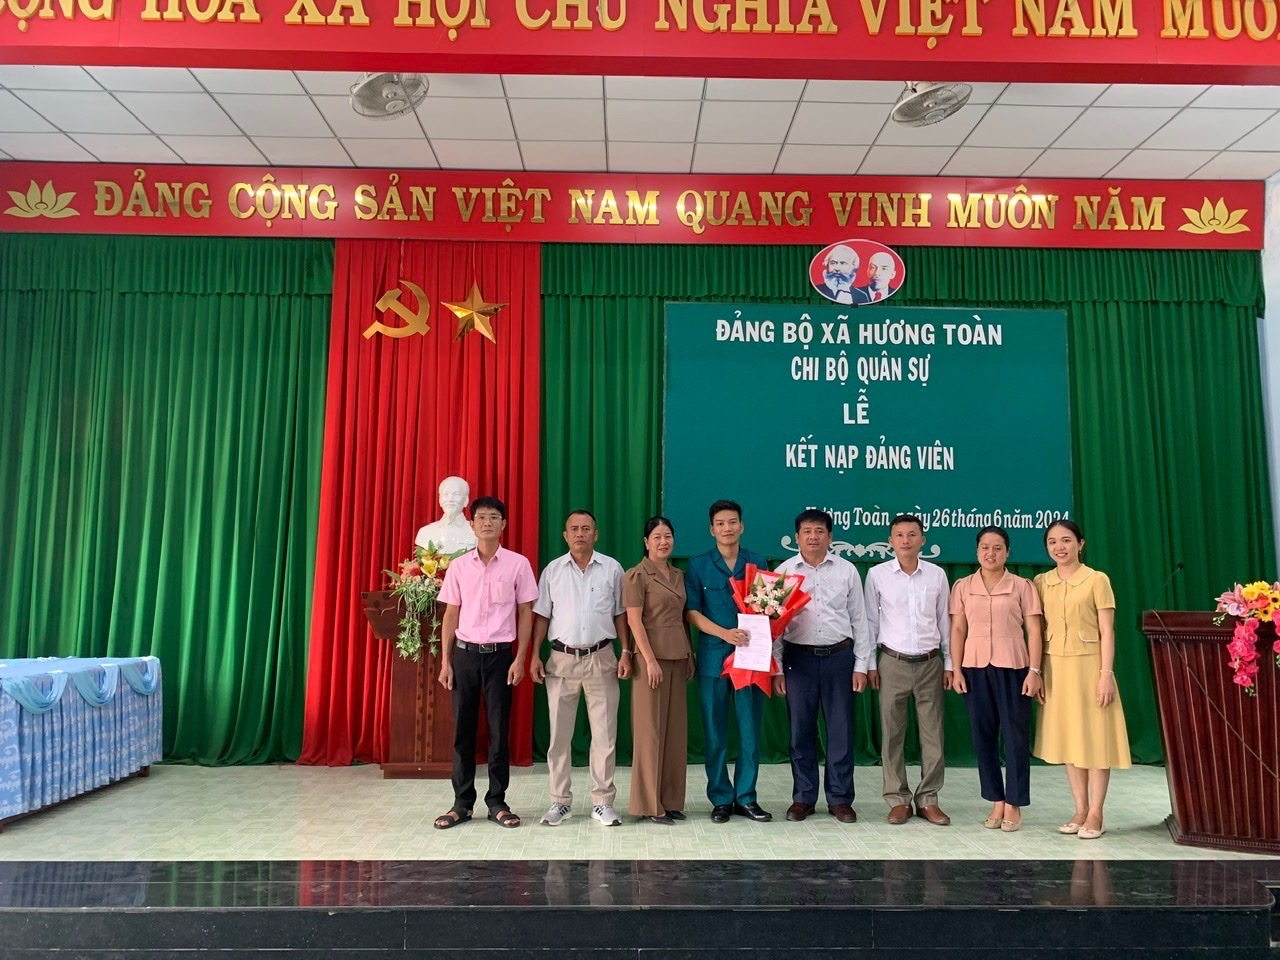 CỘNG HÒA XÃ HỘI CHỦ NGHĨA VIỆT NAM MUÔN
ĐẢNG CỘNG SẢN VIỆT NAM QUANG VINH MUÔN NĂM
ĐẢNG BỘ XÃ HƯƠNG TOÀN
CHI BỘ QUÂN SỰ
LỄ
KẾT NẠP ĐẢNG VIÊN
Hương Toàn, ngày 26 tháng 6 năm 2024